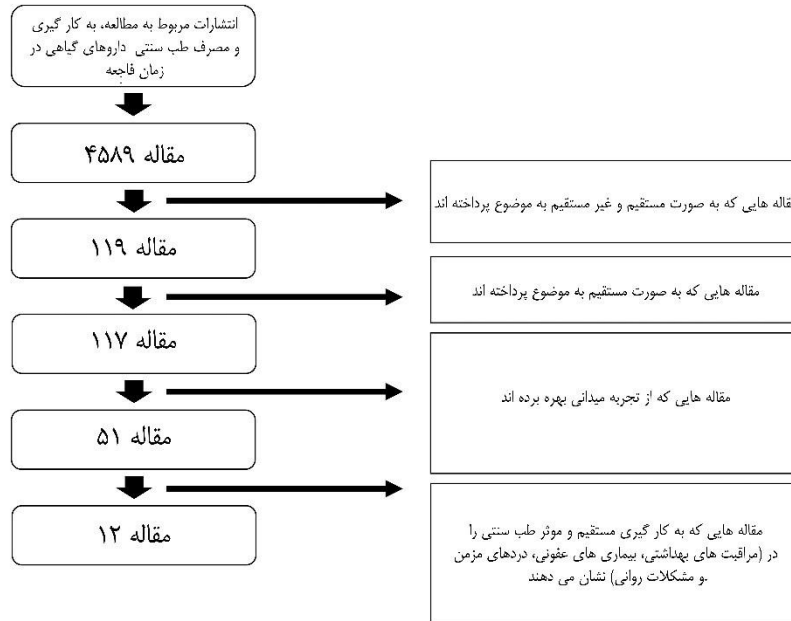 انتشارات مربوط به مطالعه، به کار گیری
و مصرف طب سنتی داروهای گیاهی در
زمان فاجعه
۴۵۸۹ مقاله
مقاله هایی که به صورت مستقیم و غیر مستقیم به موضوع پرداخته اند
۱۱۹ مقاله
مقاله هایی که به صورت مستقیم به موضوع پرداخته اند
۱۱۷ مقاله
مقاله هایی که از تجربه میدانی بهره برده اند
۵۱ مقاله
مقاله هایی که به کار گیری مستقیم و موثر طب سنتی را
در (مراقبت های بهداشتی، بیماری های عفونی، دردهای مزمن
و مشکلات روانی) نشان می دهند.
۱۲ مقاله